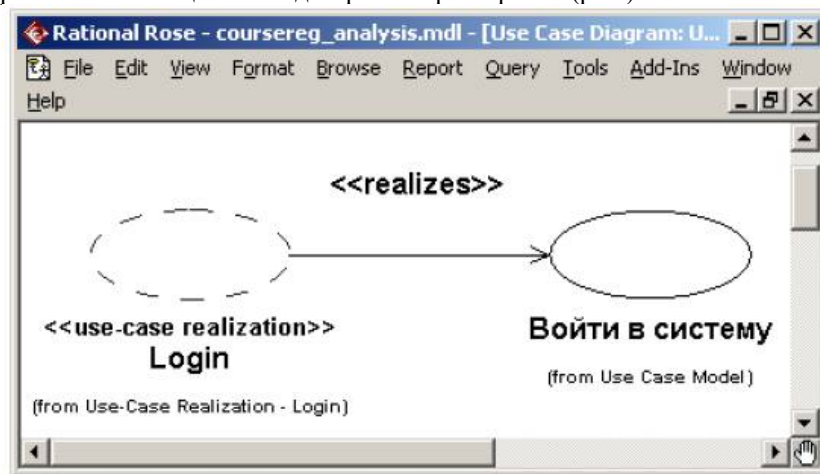 Rational Rose - coursereg_analysis.mdl - [Use Case Diagram: U...
File Edit View Format Browse Report Query Tools Add-Ins Window
Help
<<realizes>>
<<use-case realization>>
Login
(from Use-Case Realization - Login)
Войти в систему
(from Use Case Model)